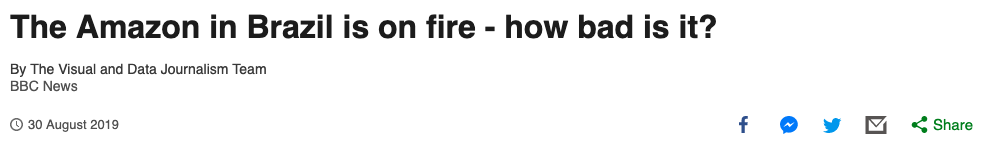 The Amazon in Brazil is on fire - how bad is it?
By The Visual and Data Journalism Team
BBC News
30 August 2019
Share